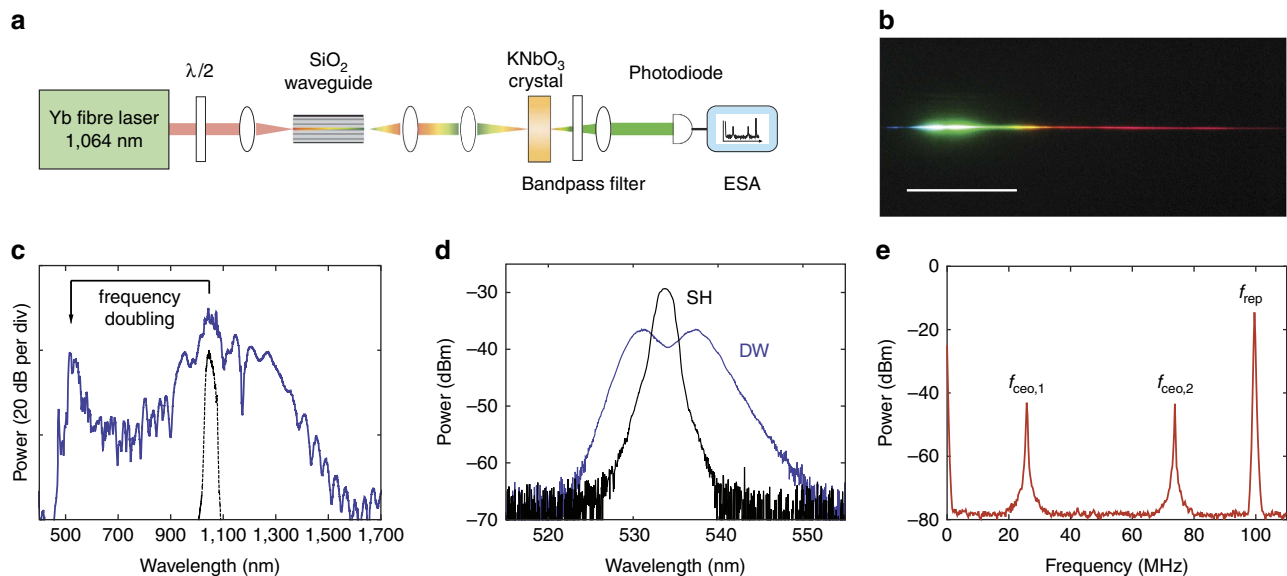 a
λ/2
SiO2
waveguide
KNbO3
crystal
Photodiode
Yb fibre laser
1,064 nm
Bandpass filter
ESA
b
c
frequency
doubling
Power (20 dB per div)
500 700 900 1,100 1,300 1,500 1,700
Wavelength (nm)
d
SH
DW
Power (dBm)
−30
−40
−50
−60
−70
520 530 540 550
Wavelength (nm)
e
frep
fceo,1
fceo,2
Power (dBm)
0
−20
−40
−60
−80
0 20 40 60 80 100
Frequency (MHz)